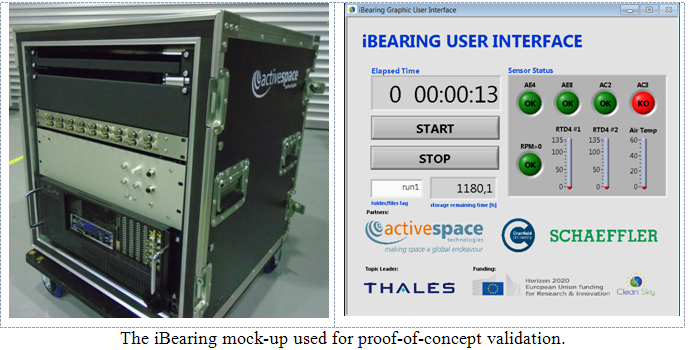 activespace
technologies
iBearing Graphic User Interface
iBEARING USER INTERFACE
Elapsed Time
0 00:00:13
START
STOP
run1
1180,1
folder/files tag
storage remaining time [h]
Sensor Status
AE4 AE8 AC2 AC3
OK OK OK KO
RPM>0 RTD4 #1 RTD4 #2 Air Temp
OK
135 135 60
100 100 40
50 50 20
0 0 0
Partners:
activespace
technologies
making space a global endeavour
Cranfield
University
SCHAEFFLER
Topic Leader:
Funding:
THALES
Horizon 2020
European Union funding
for Research & Innovation
Clean Sky
The iBearing mock-up used for proof-of-concept validation.